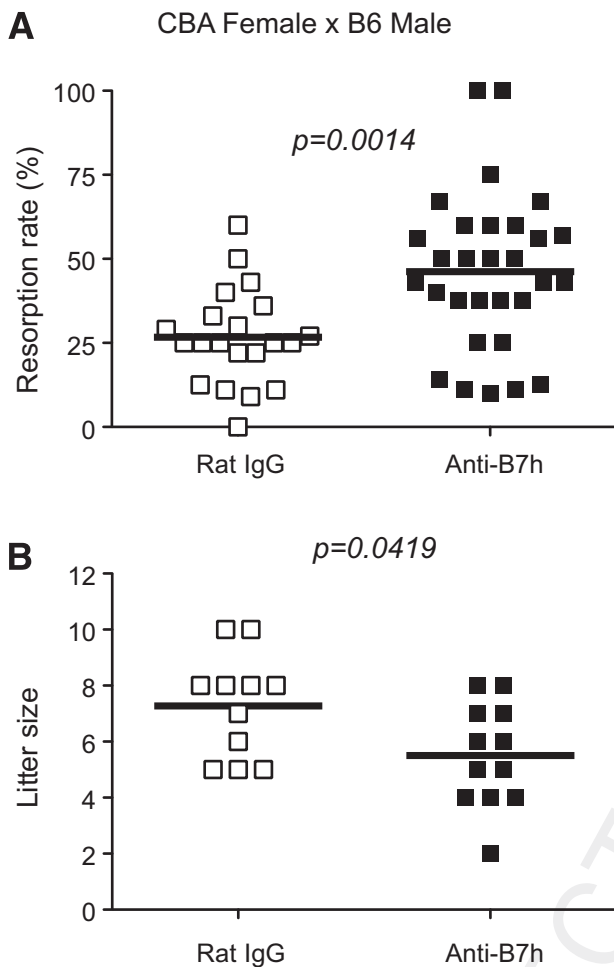 A CBA Female x B6 Male
Resorption rate (%)
100
75
50
25
0
p=0.0014
Rat IgG Anti-B7h
B
p=0.0419
Litter size
12
10
8
6
4
2
0
Rat IgG Anti-B7h